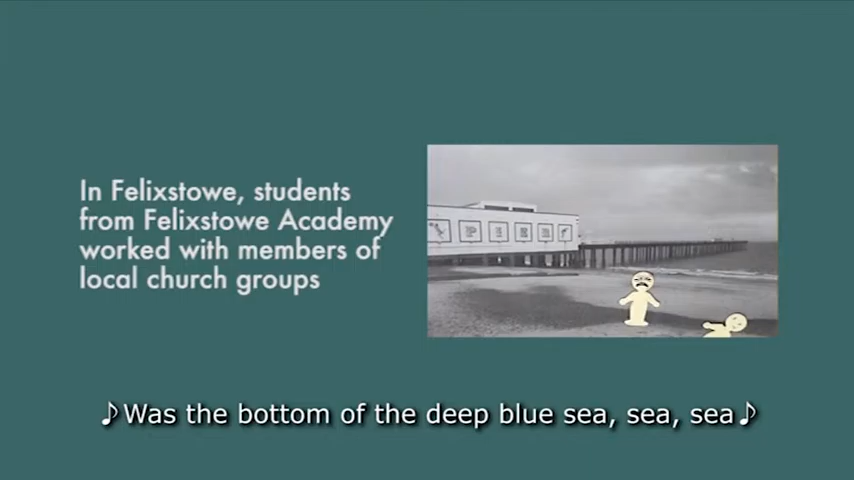 In Felixstowe, students
from Felixstowe Academy
worked with members of
local church groups
PIER
♪Was the bottom of the deep blue sea, sea, sea♪